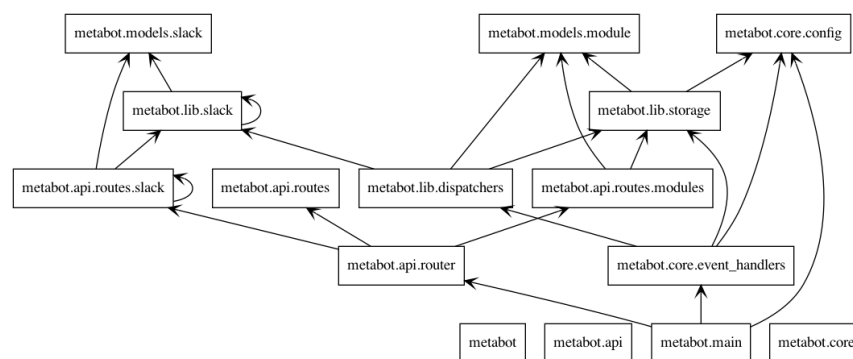 metabot.models.slack
metabot.models.module
metabot.core.config
metabot.lib.slack
metabot.lib.storage
metabot.api.routes.slack
metabot.api.routes
metabot.lib.dispatchers
metabot.api.routes.modules
metabot.api.router
metabot.core.event_handlers
metabot
metabot.api
metabot.main
metabot.core